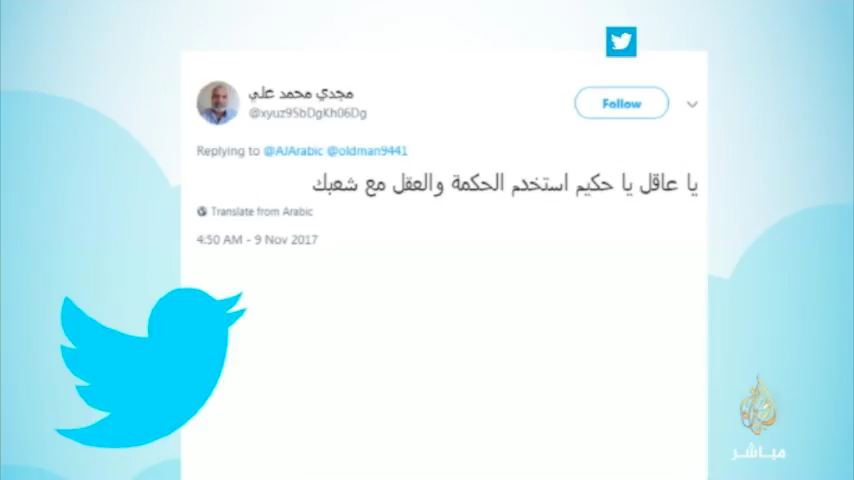 مجدي محمد علي
@xyuz95bDgKh06Dg
Follow
Replying to @AJArabic @oldman9441
يا عاقل يا حكيم استخدم الحكمة والعقل مع شعبك
Translate from Arabic
4:50 AM - 9 Nov 2017
مباشر